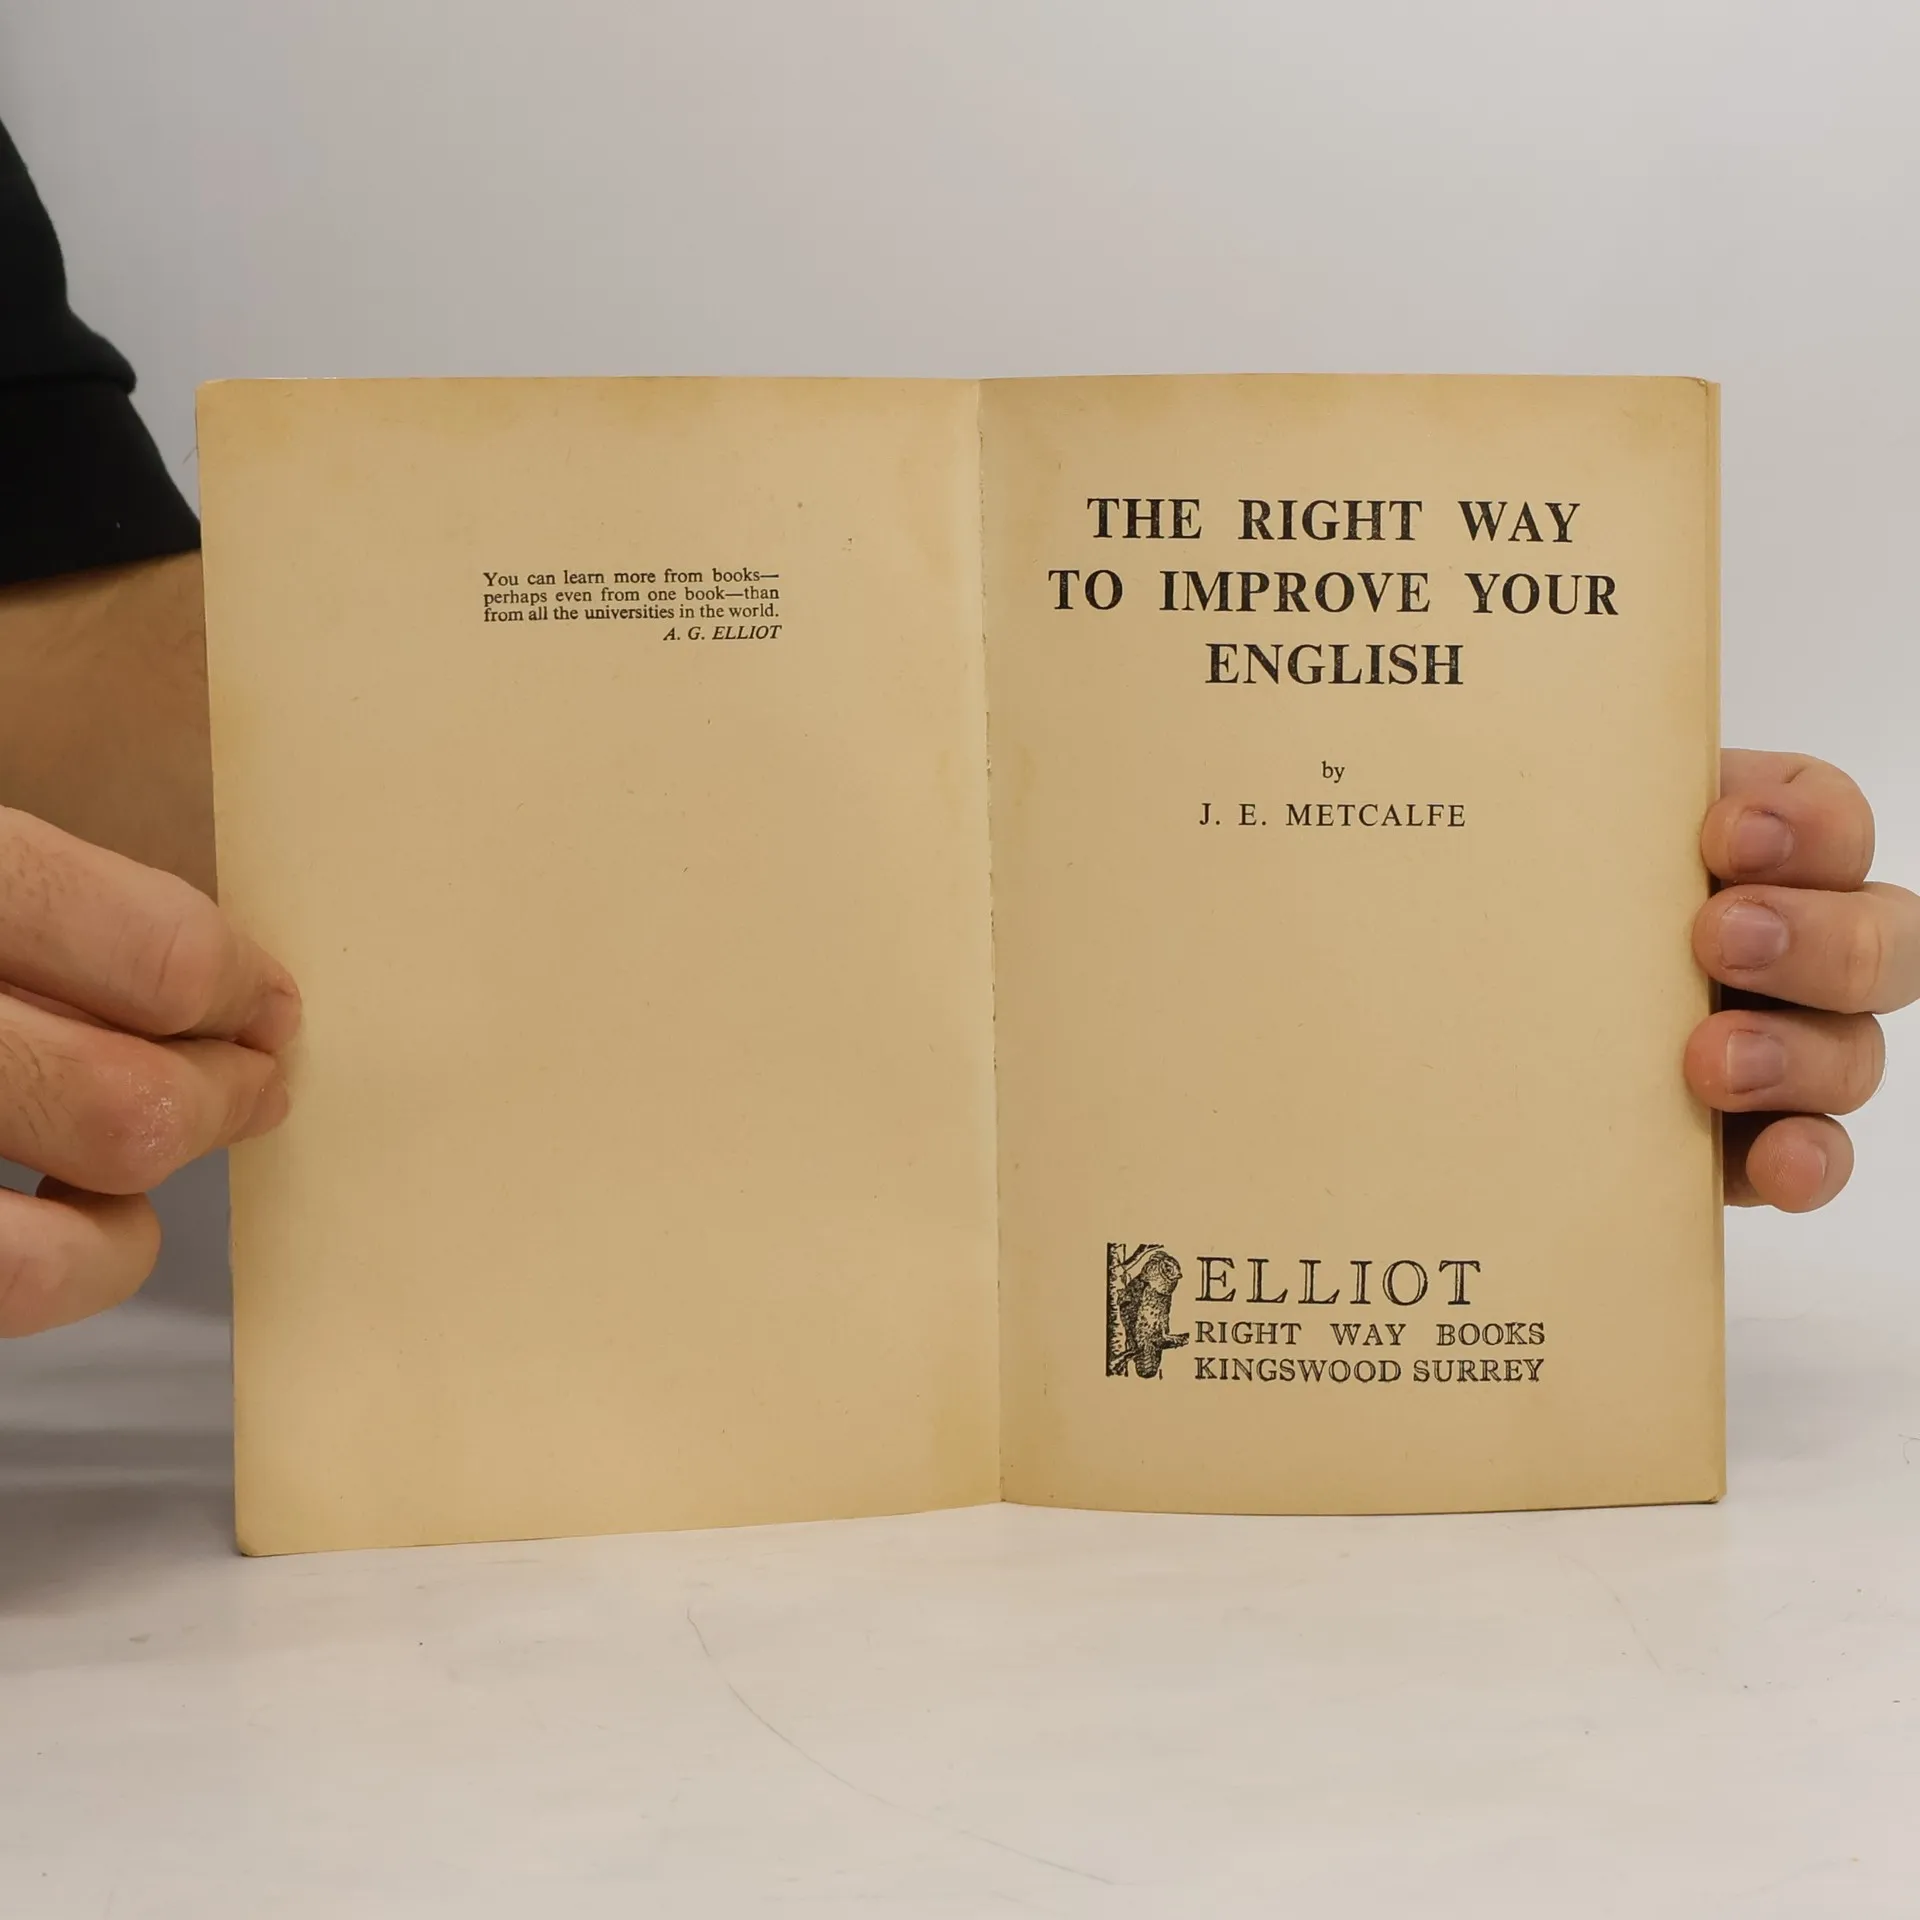 You can learn more from books—
perhaps even from one book—than
from all the universities in the world.
A. G. ELLIOT
THE RIGHT WAY
TO IMPROVE YOUR
ENGLISH
by
J. E. METCALFE
ELLIOT
RIGHT WAY BOOKS
KINGSWOOD SURREY